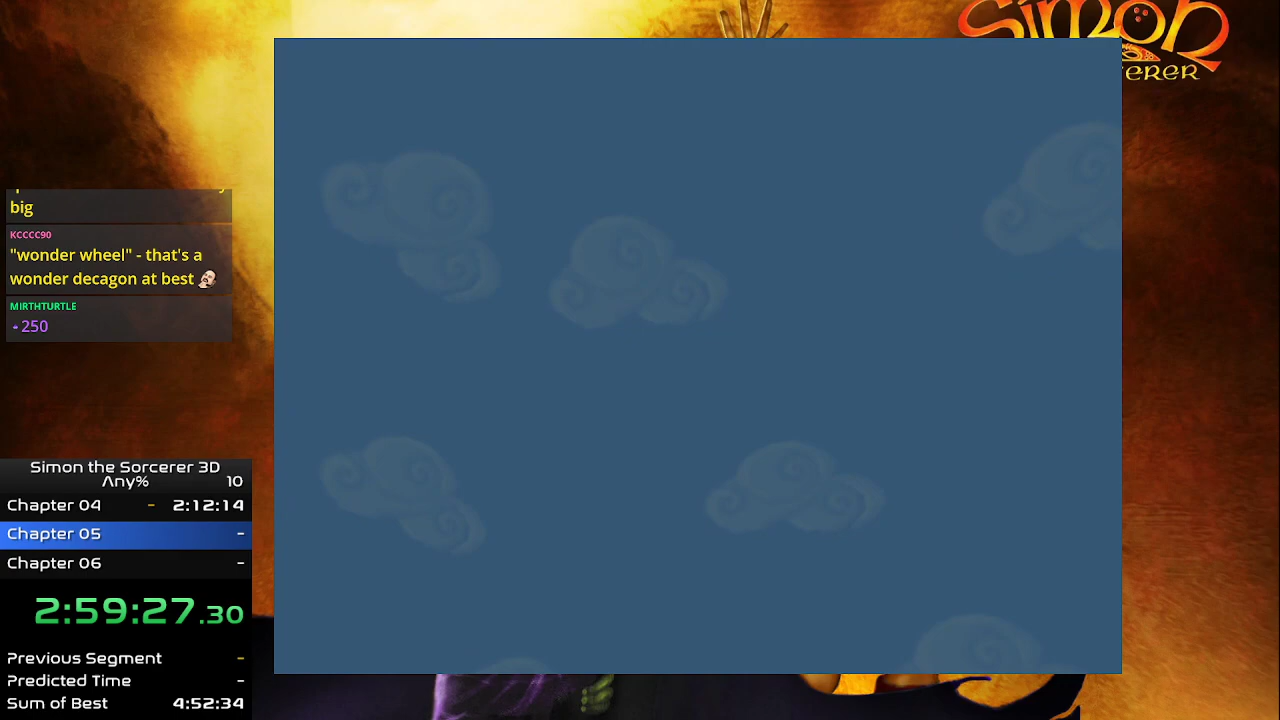 Simon
ERER
big
KCCCC90
"wonder wheel" - that's a
wonder decagon at best
MIRTHTURTLE
- 250
Simon the Sorcerer 3D
Any% 10
Chapter 04 - 2:12:14
Chapter 05 -
Chapter 06 -
2:59:27.30
Previous Segment -
Predicted Time -
Sum of Best 4:52:34